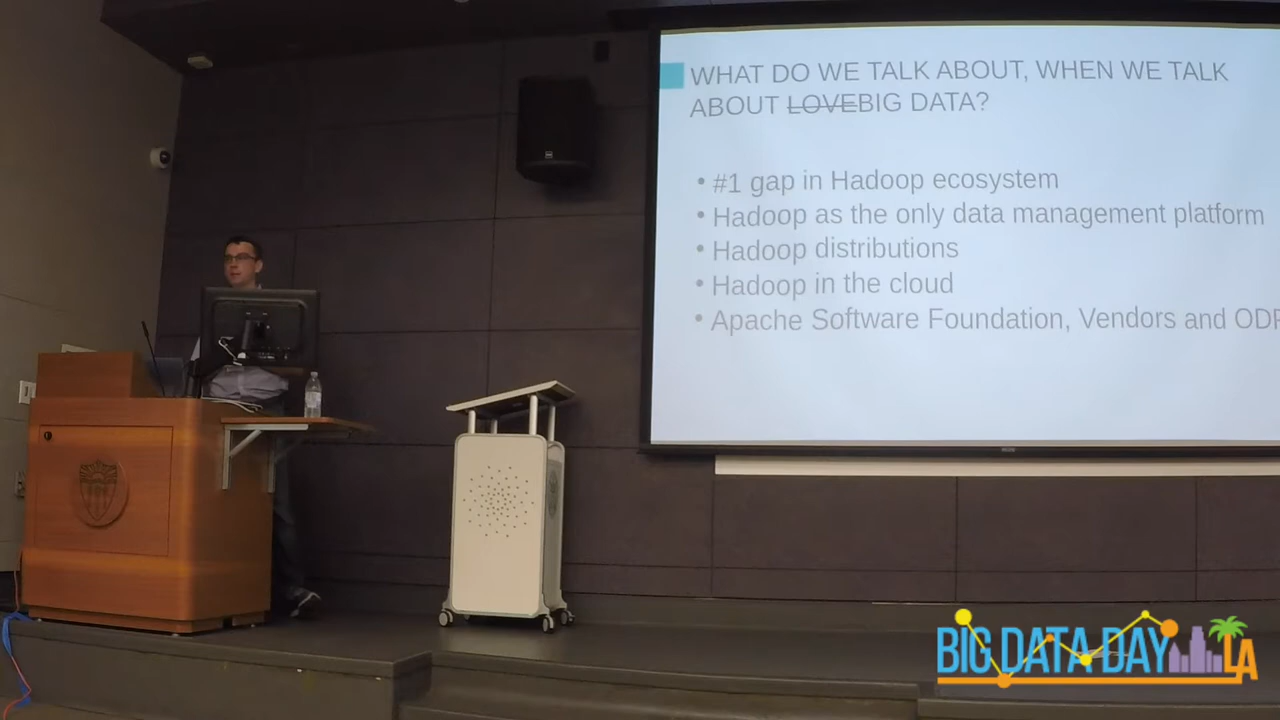 WHAT DO WE TALK ABOUT, WHEN WE TALK
ABOUT LOVEBIG DATA?
• #1 gap in Hadoop ecosystem
• Hadoop as the only data management platform
• Hadoop distributions
• Hadoop in the cloud
• Apache Software Foundation, Vendors and ODP
BIG DATA DAY LA